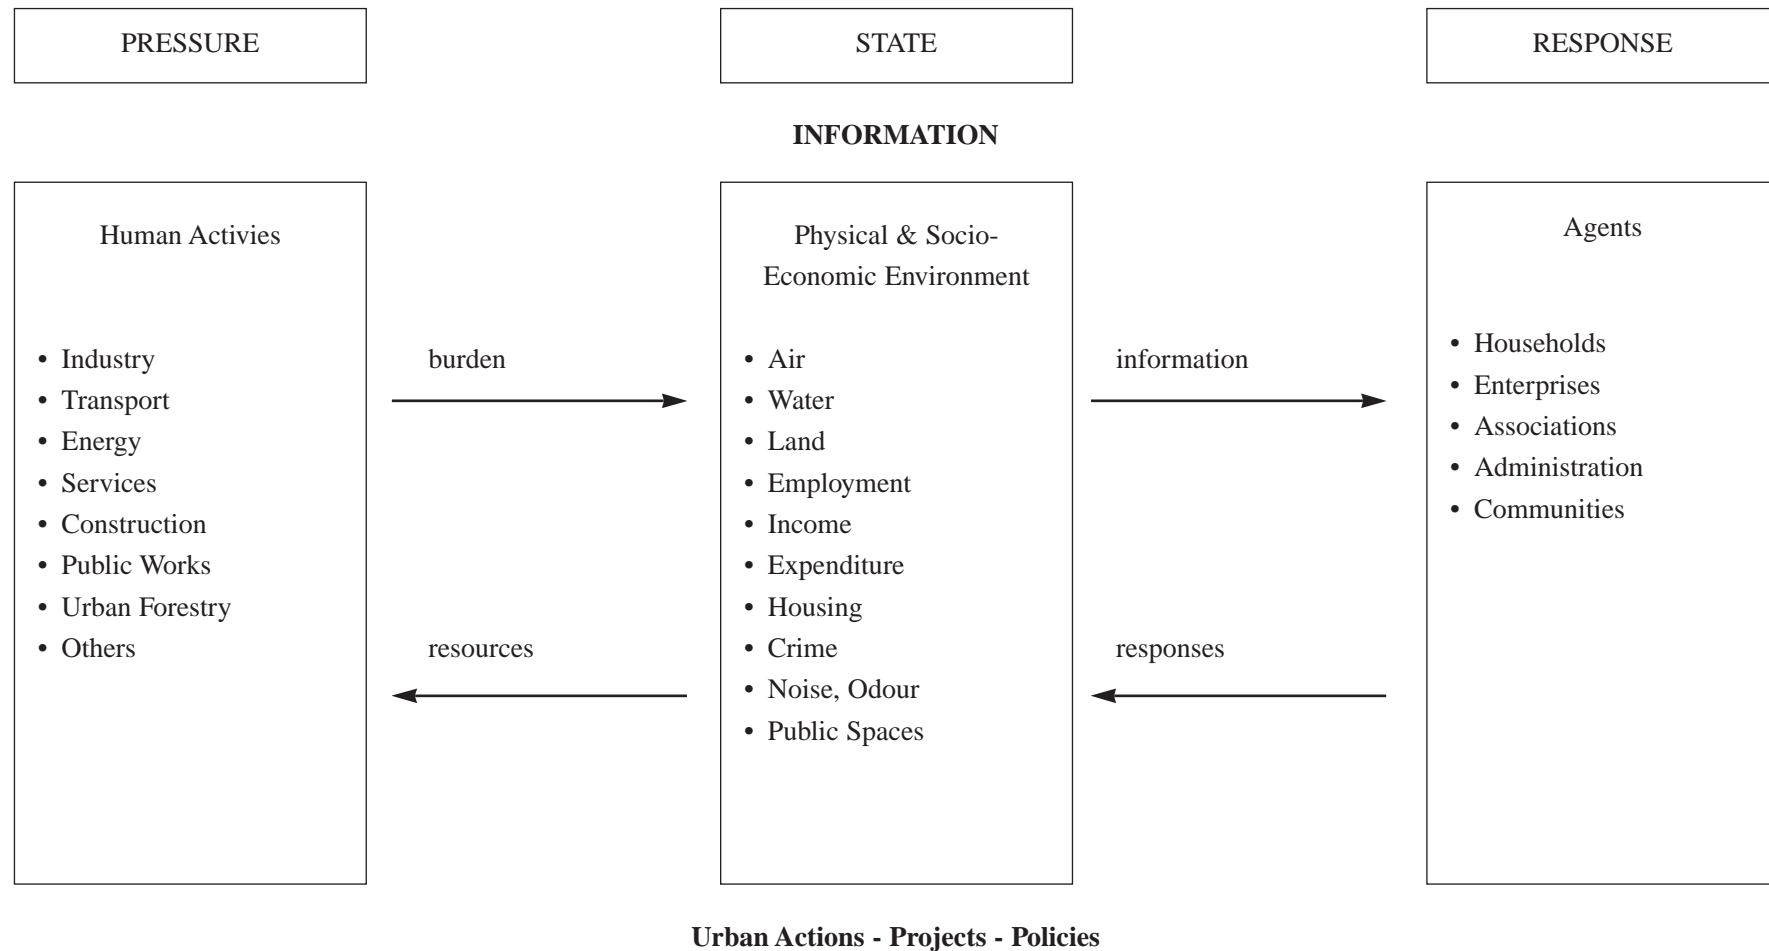 PRESSURE
STATE
RESPONSE
INFORMATION
Human Activies
• Industry
• Transport
• Energy
• Services
• Construction
• Public Works
• Urban Forestry
• Others
burden
resources
Physical & Socio-
Economic Environment
• Air
• Water
• Land
• Employment
• Income
• Expenditure
• Housing
• Crime
• Noise, Odour
• Public Spaces
information
responses
Agents
• Households
• Enterprises
• Associations
• Administration
• Communities
Urban Actions - Projects - Policies